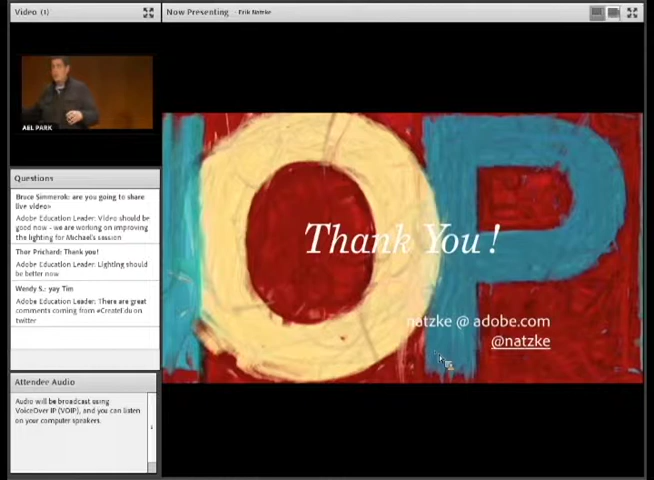 Video (1)
Now Presenting - Erik Natzke
AEL PARK
Questions
Bruce Simmerok: are you going to share
live video>
Adobe Education Leader: Video should be
good now - we are working on improving
the lighting for Michael's session
Thor Prichard: Thank you!
Adobe Education Leader: Lighting should
be better now
Wendy S.: yay Tim
Adobe Education Leader: There are great
comments coming from #CreateEdu on
twitter
OP
Thank You!
natzke @ adobe.com
@natzke
Attendee Audio
Audio will be broadcast using
VoiceOver IP (VOIP), and you can listen
on your computer speakers.